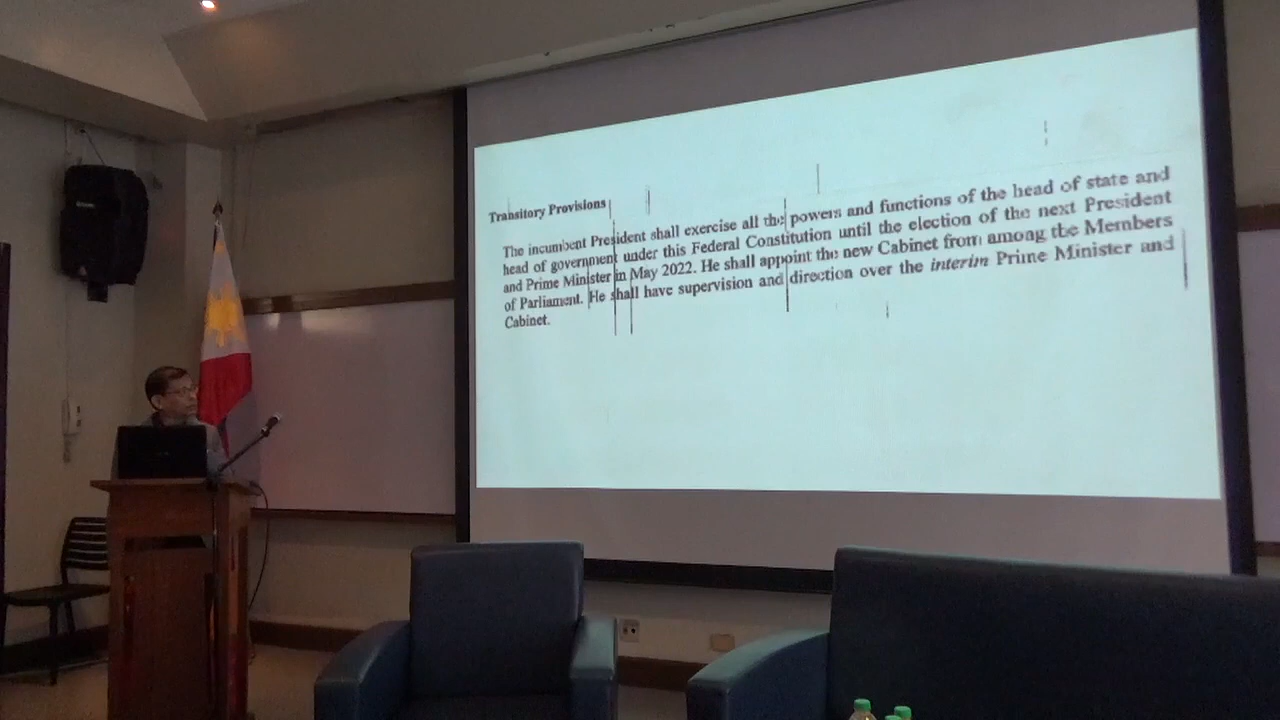 Transitory Provisions
The incumbent President shall exercise all the powers and functions of the head of state and
head of government under this Federal Constitution until the election of the next President
and Prime Minister in May 2022. He shall appoint the new Cabinet from among the Members
of Parliament. He shall have supervision and direction over the interim Prime Minister and
Cabinet.